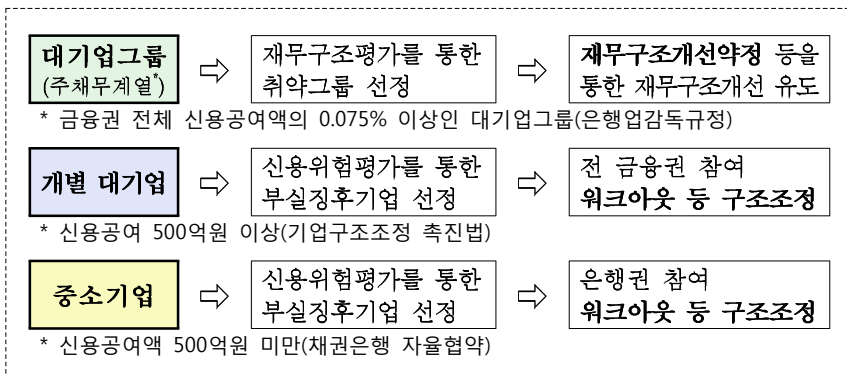 대기업그룹
(주채무계열*)
⇨
재무구조평가를 통한
취약그룹 선정
⇨
재무구조개선약정 등을
통한 재무구조개선 유도
* 금융권 전체 신용공여액의 0.075% 이상인 대기업그룹(은행업감독규정)
개별 대기업
⇨
신용위험평가를 통한
부실징후기업 선정
⇨
전 금융권 참여
워크아웃 등 구조조정
* 신용공여 500억원 이상(기업구조조정 촉진법)
중소기업
⇨
신용위험평가를 통한
부실징후기업 선정
⇨
은행권 참여
워크아웃 등 구조조정
* 신용공여액 500억원 미만(채권은행 자율협약)